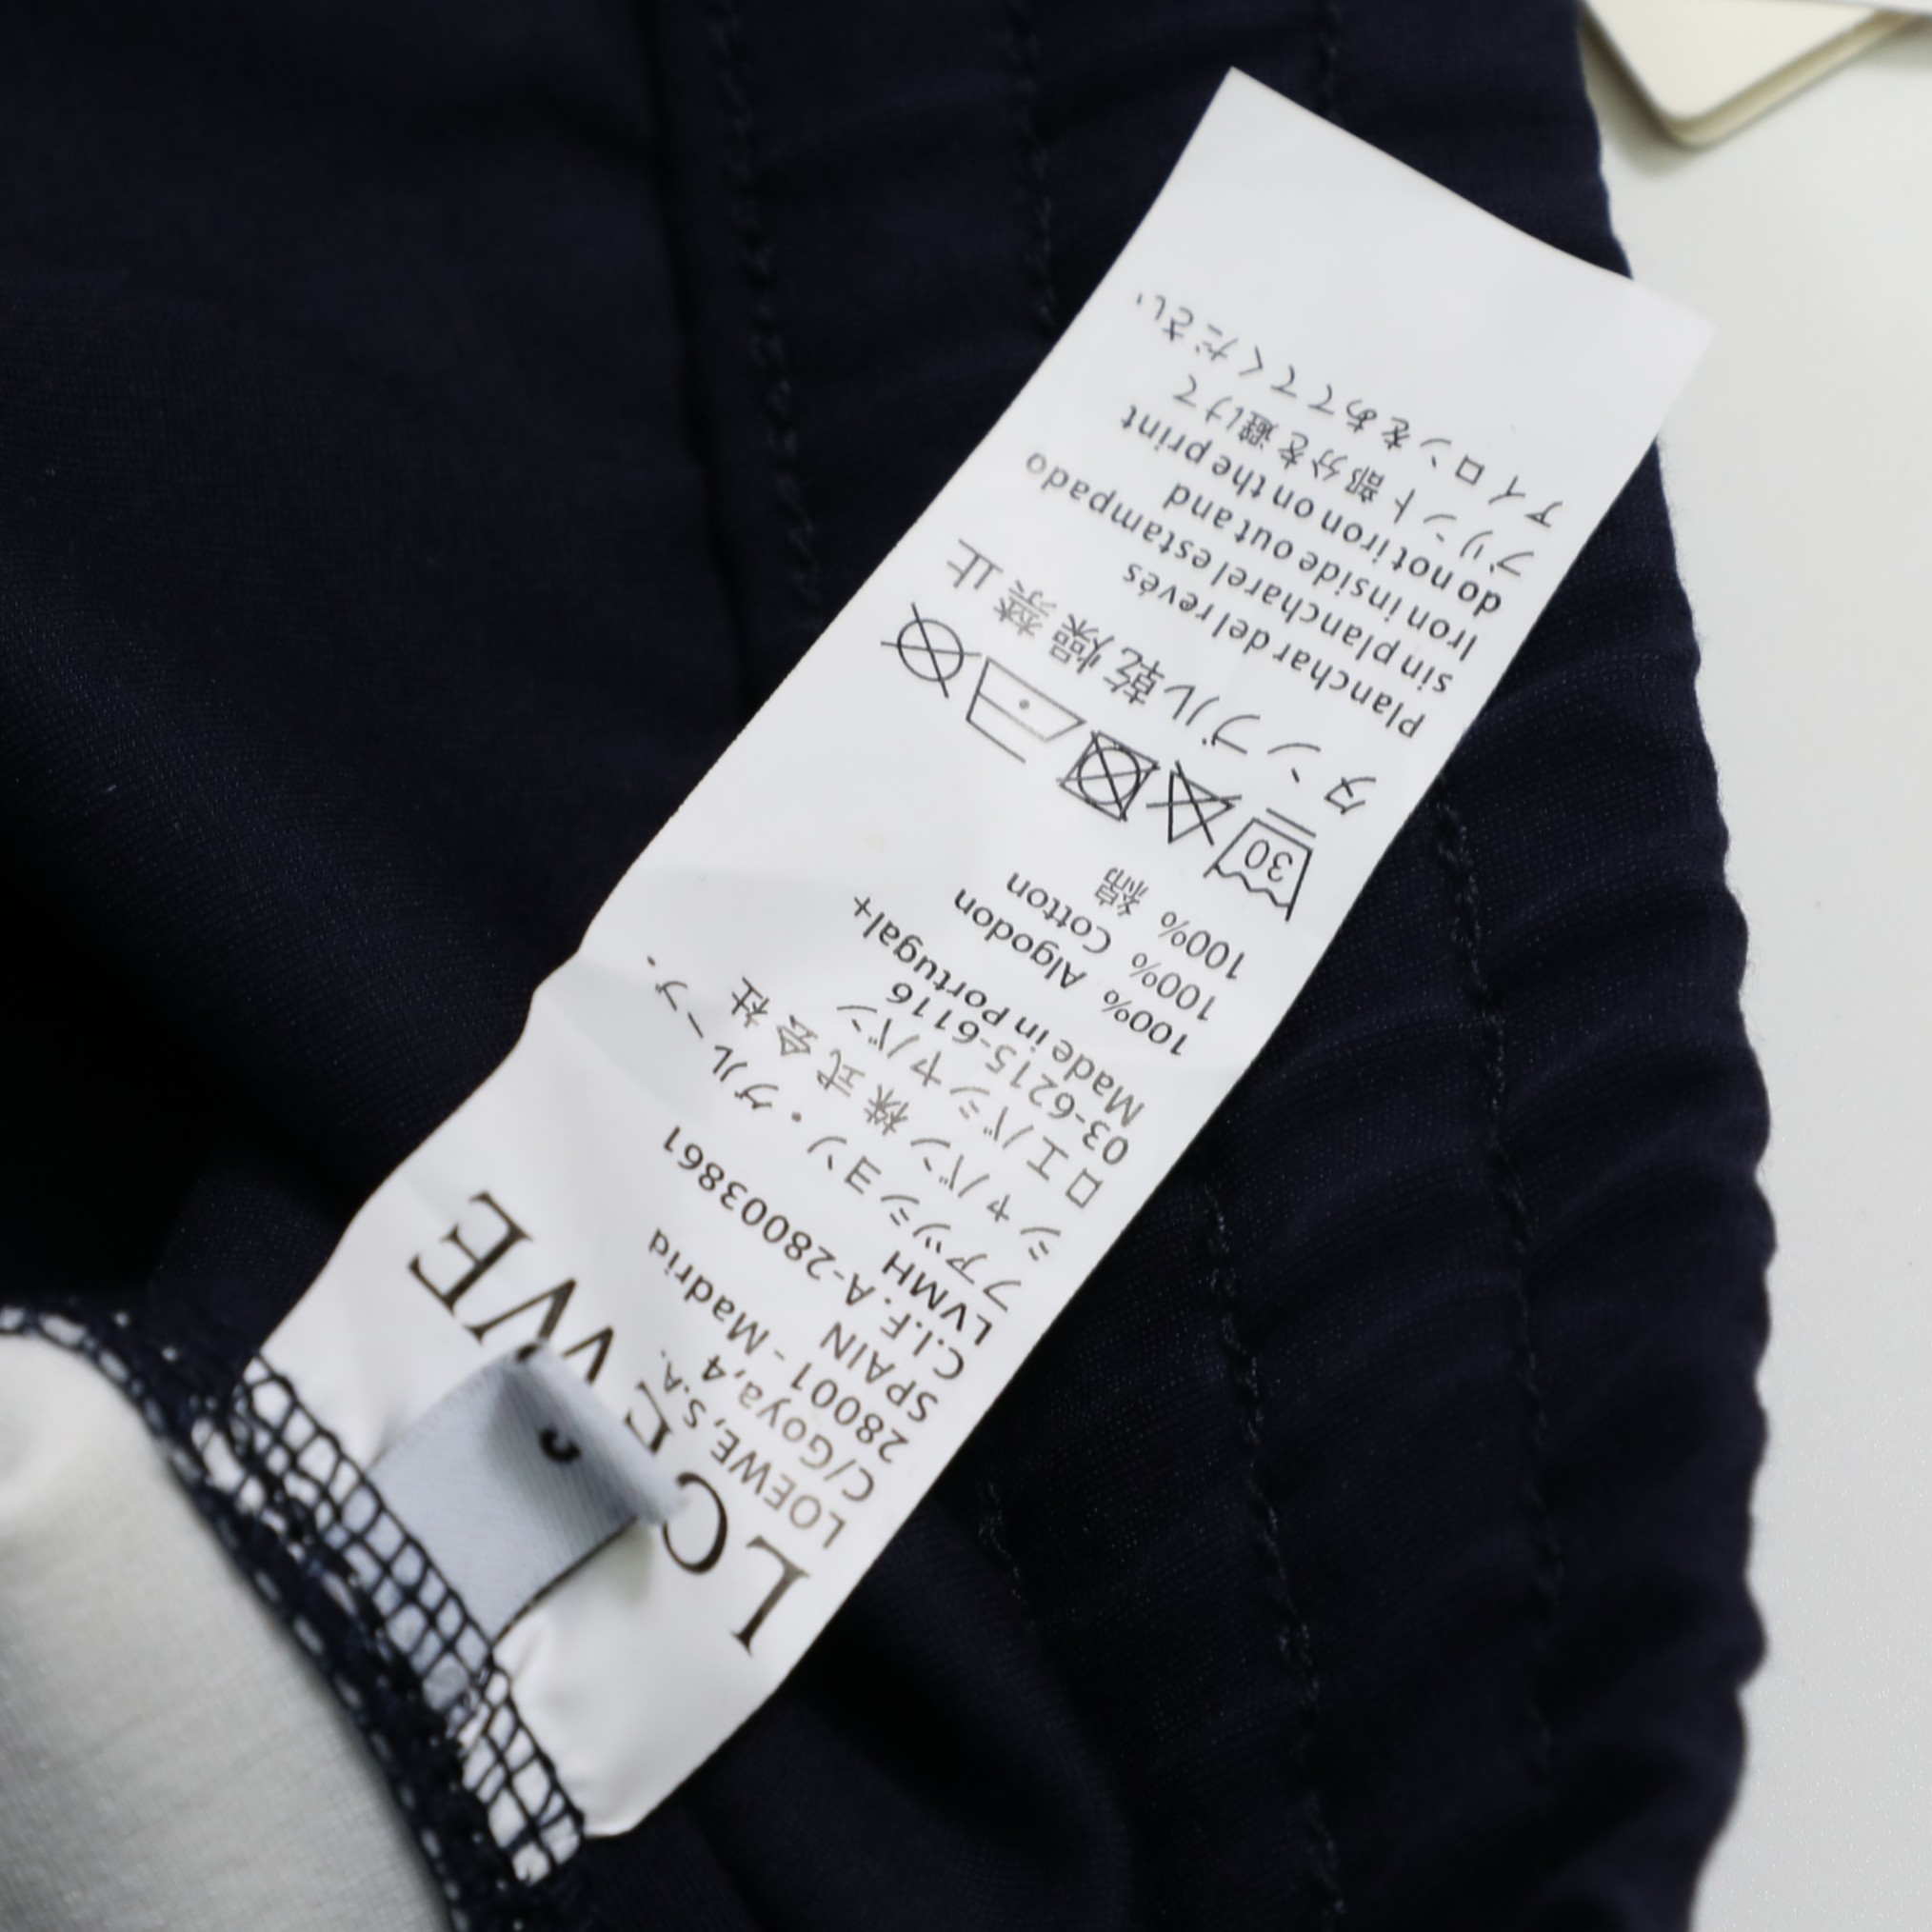 LOEWE
LOEWE, S.A.
C/Goya,4
28001 - Madrid
SPAIN
C.I.F. A-28003861
LVMH
ファッション・グループ・
ジャパン株式会社
ロエバシャパン
03-6215-6116
Made in Portugal+
100% Algodon
100% Cotton
100% 綿
30
タンブル乾燥禁止
Planchar del revés
sin planchar el estampado
Iron inside out and
do not iron on the print
プリント部分を避けて
アイロンをあててください